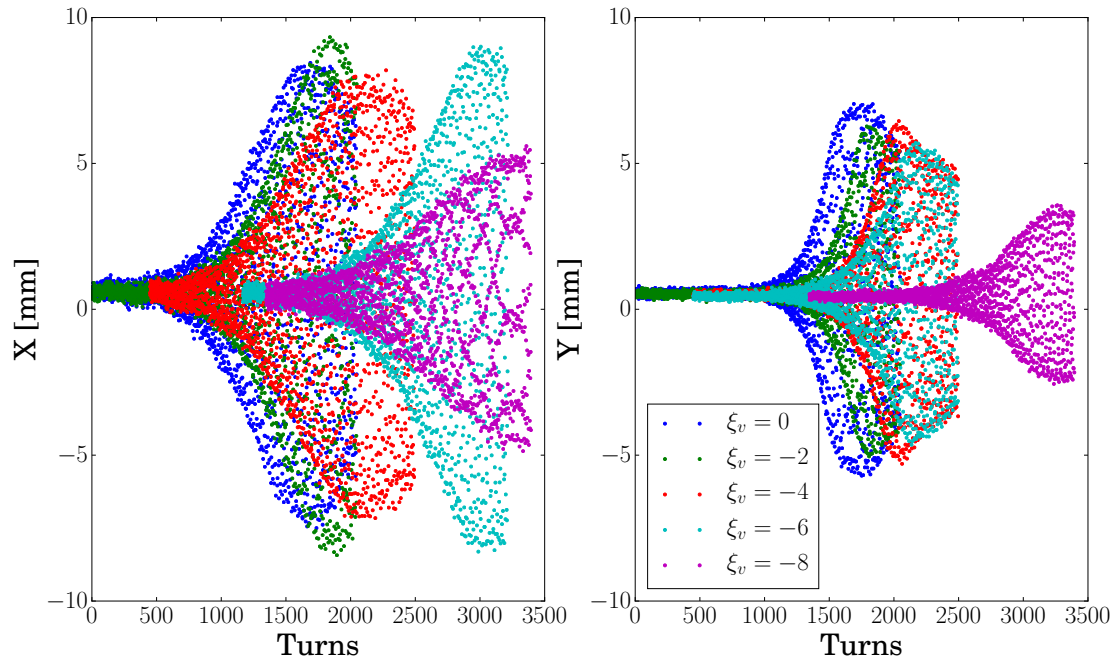 10
5
0
−5
−10
X [mm]
0 500 1000 1500 2000 2500 3000 3500
Turns
10
5
0
−5
−10
Y [mm]
ξv = 0
ξv = −2
ξv = −4
ξv = −6
ξv = −8
0 500 1000 1500 2000 2500 3000 3500
Turns